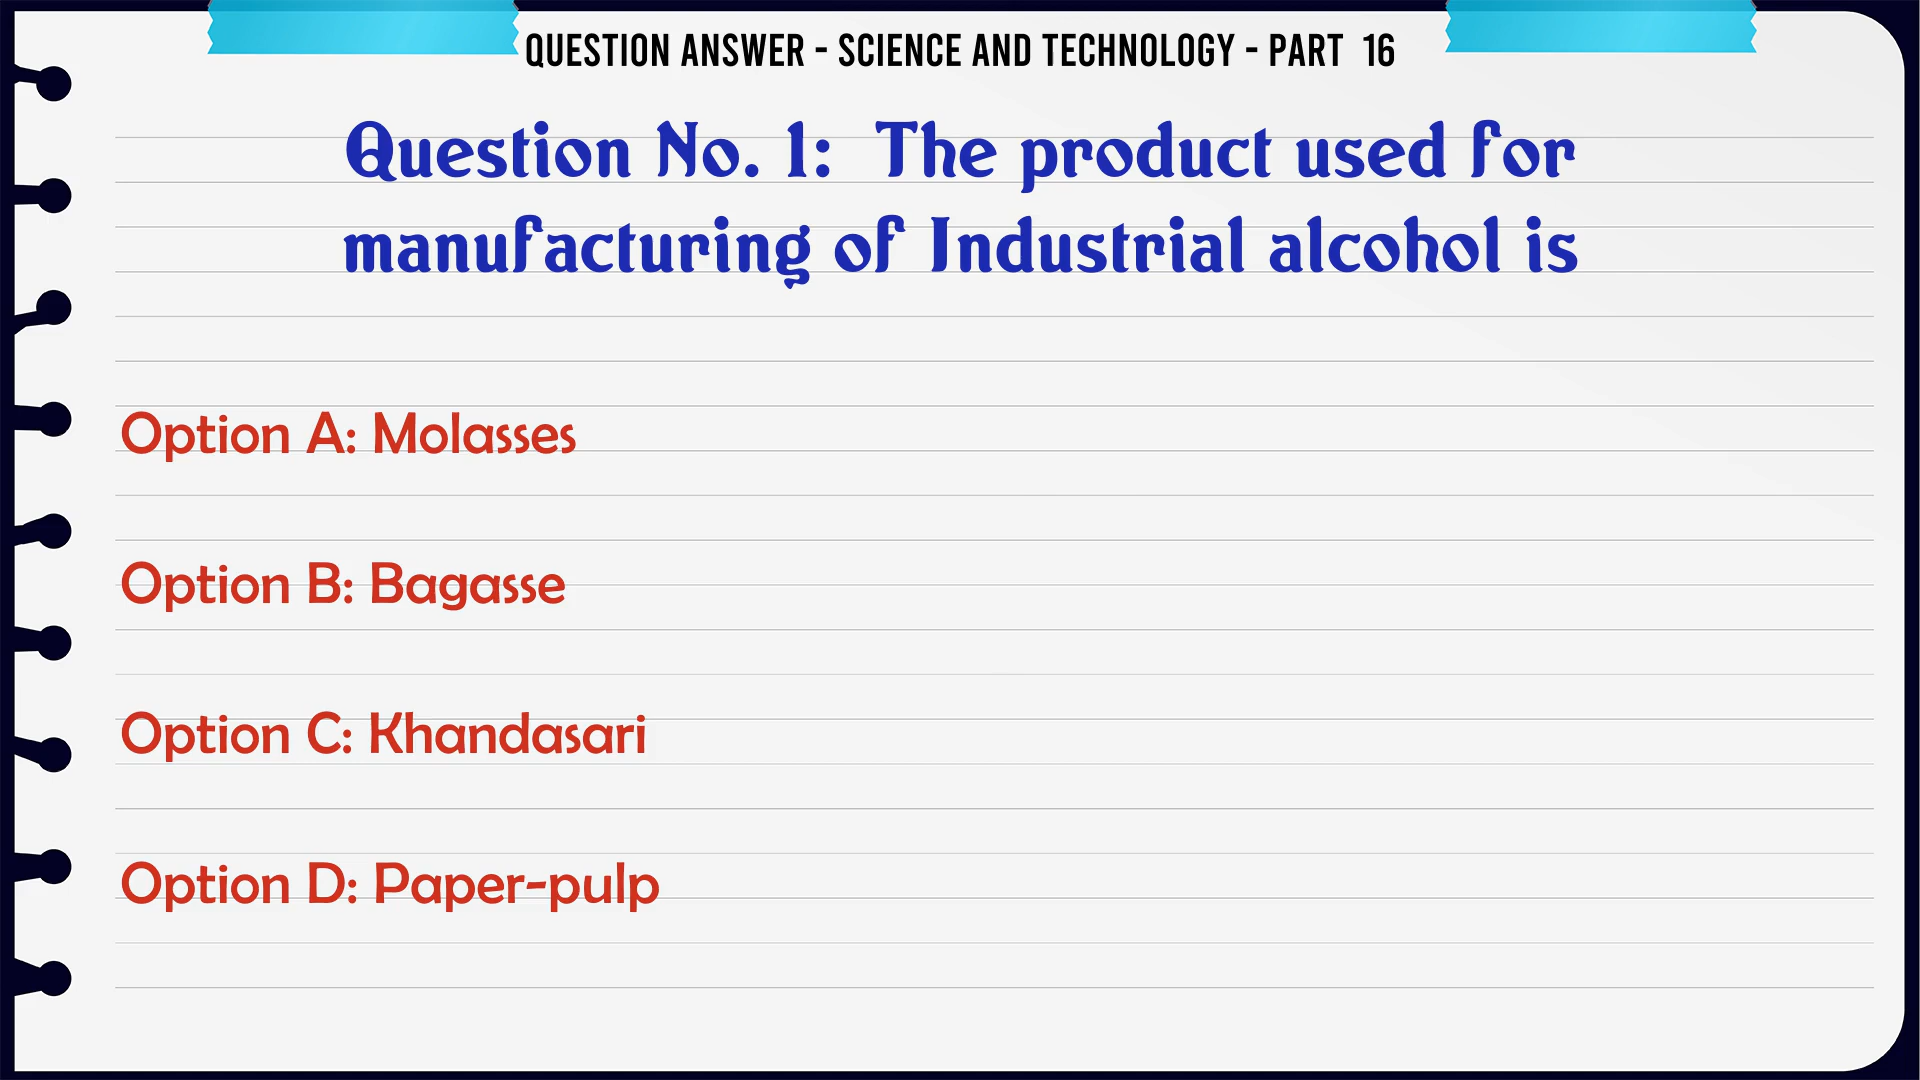 QUESTION ANSWER - SCIENCE AND TECHNOLOGY - PART 16
Question No. 1: The product used for
manufacturing of Industrial alcohol is
Option A: Molasses
Option B: Bagasse
Option C: Khandasari
Option D: Paper-pulp